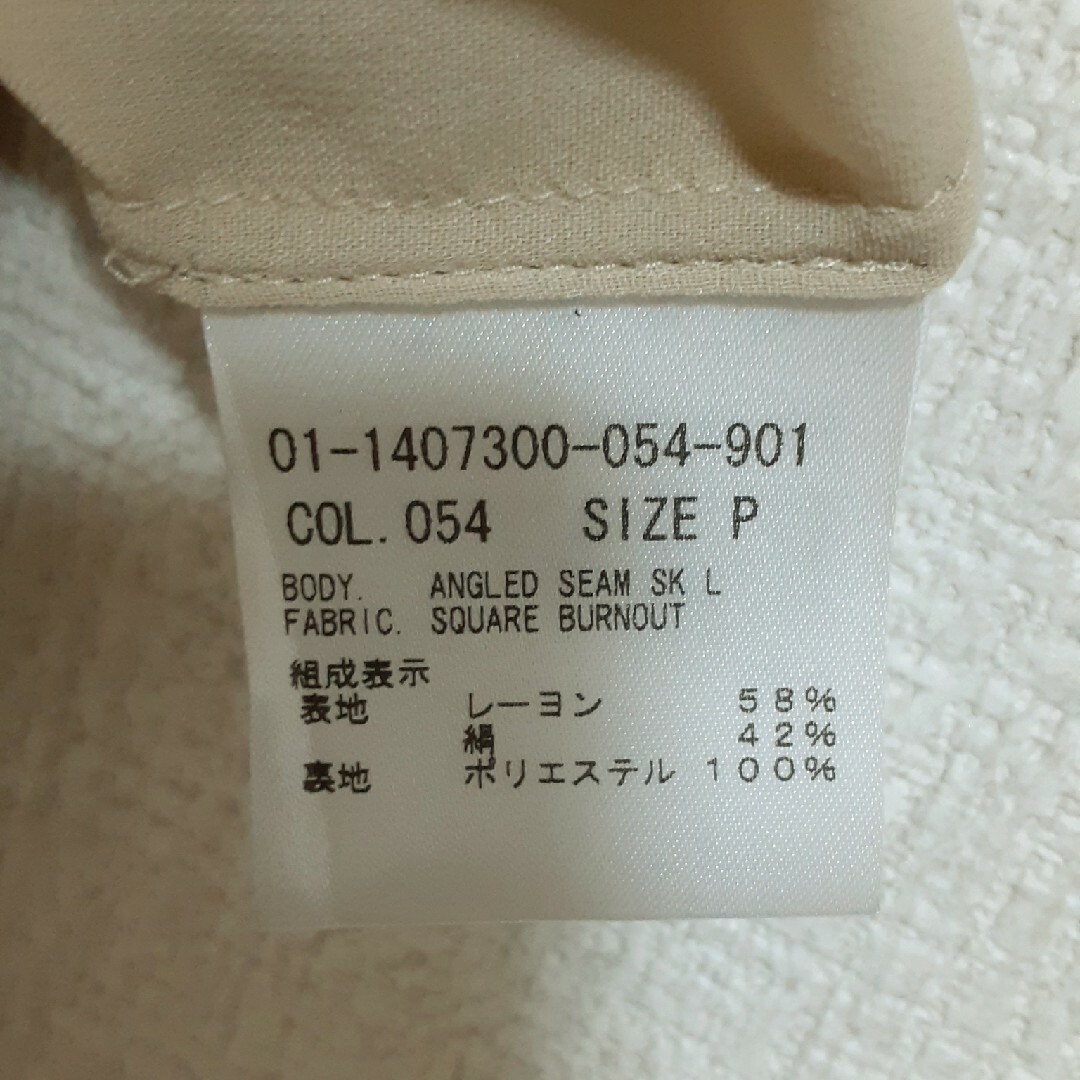 01-1407300-054-901
COL.054 SIZE P
BODY. ANGLED SEAM SK L
FABRIC. SQUARE BURNOUT
組成表示
表地 レーヨン 58%
絹 42%
裏地 ポリエステル 100%